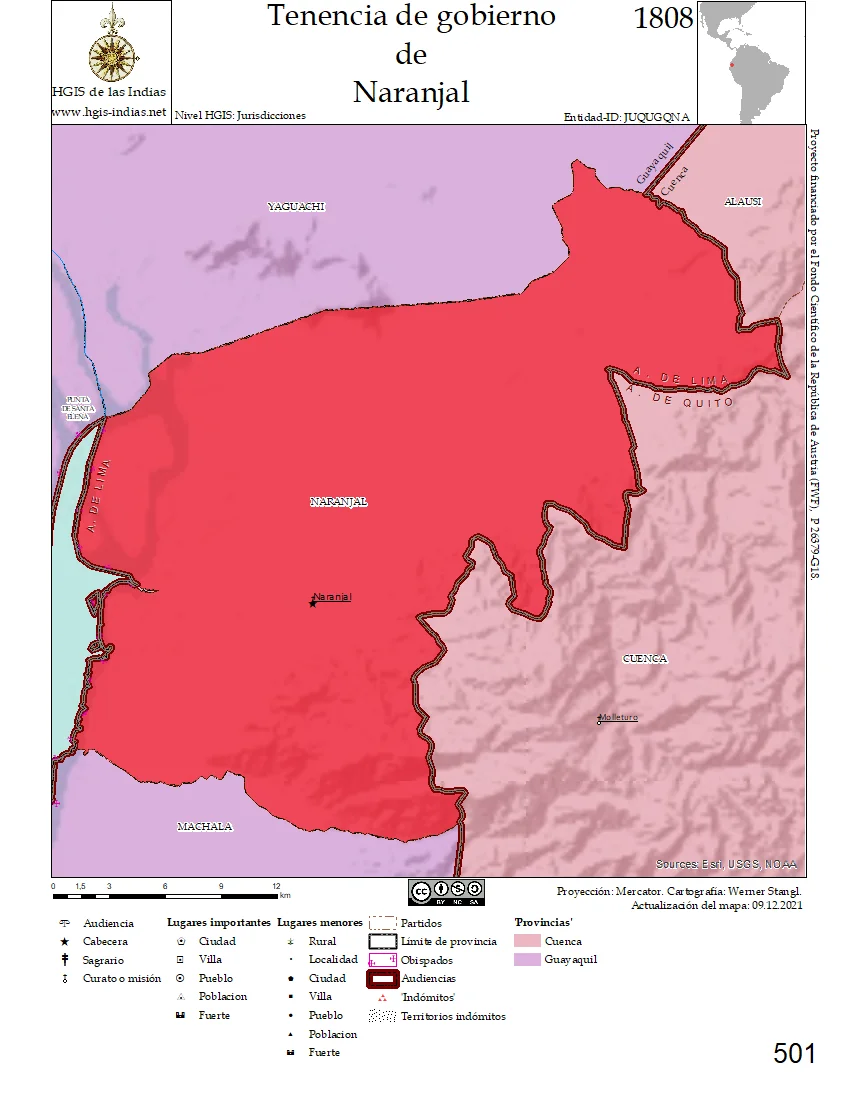 Tenencia de gobierno
de
Naranjal
1808
HGIS de las Indias
www.hgis-indias.net
Nivel HGIS: Jurisdicciones
Entidad-ID: JUQUGQNA
Proyecto financiado por el Fondo Científico de la República de Austria (FWF), P 26379-G18.
Guayaquil
Cuenca
ALAUSI
YAGUACHI
A. DE LIMA
A. DE QUITO
PUNTA
DE SANTA
ELENA
A. DE LIMA
NARANJAL
Naranjal
CUENCA
Molleturo
MACHALA
Sources: Esri, USGS, NOAA
0 1,5 3 6 9 12
km
CC BY NC SA
Proyección: Mercator. Cartografía: Werner Stangl.
Actualización del mapa: 09.12.2021
Audiencia
Cabecera
Sagrario
Curato o misión
Lugares importantes
Ciudad
Villa
Pueblo
Poblacion
Fuerte
Lugares menores
Rural
Localidad
Ciudad
Villa
Pueblo
Poblacion
Fuerte
Partidos
Límite de provincia
Obispados
Audiencias
'Indómitos'
Territorios indómitos
'Provincias'
Cuenca
Guayaquil
501